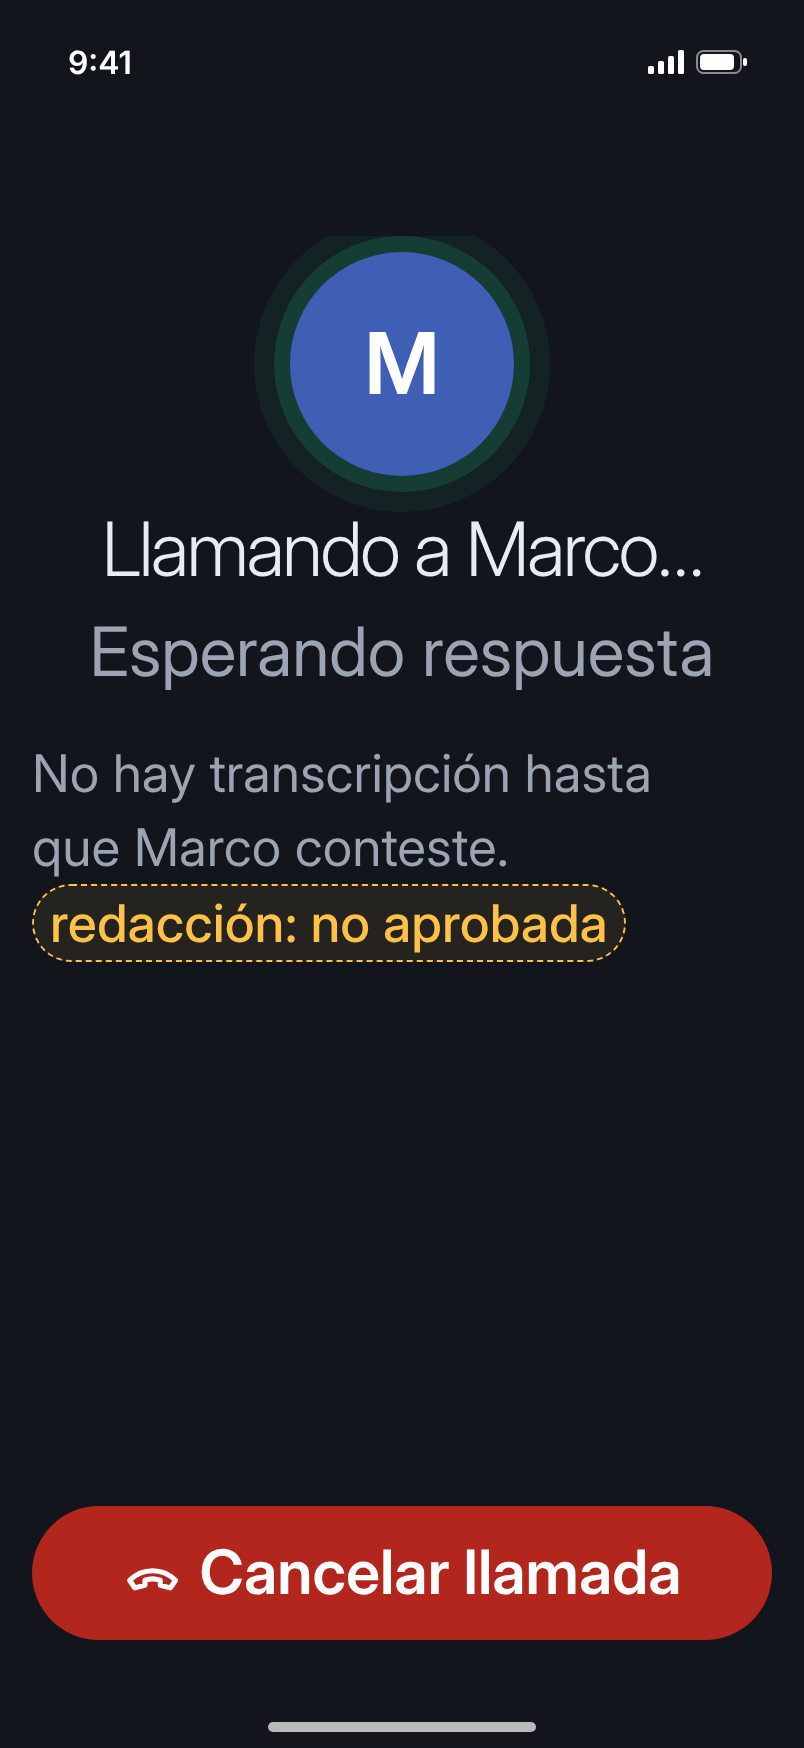 9:41
M
Llamando a Marco...
Esperando respuesta
No hay transcripción hasta
que Marco conteste.
redacción: no aprobada
Cancelar llamada